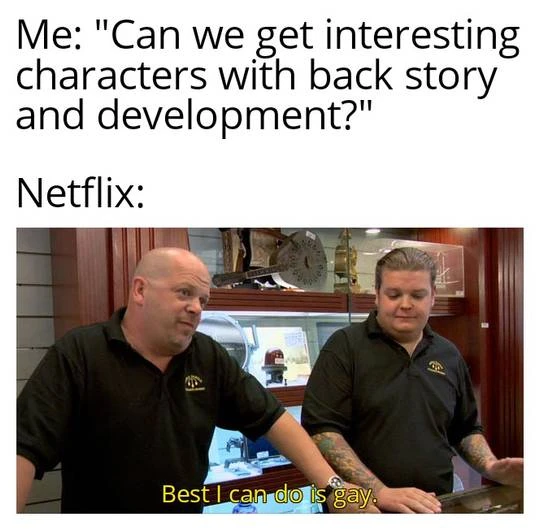 Me: "Can we get interesting
characters with back story
and development?"
Netflix:
Best I can do is gay.